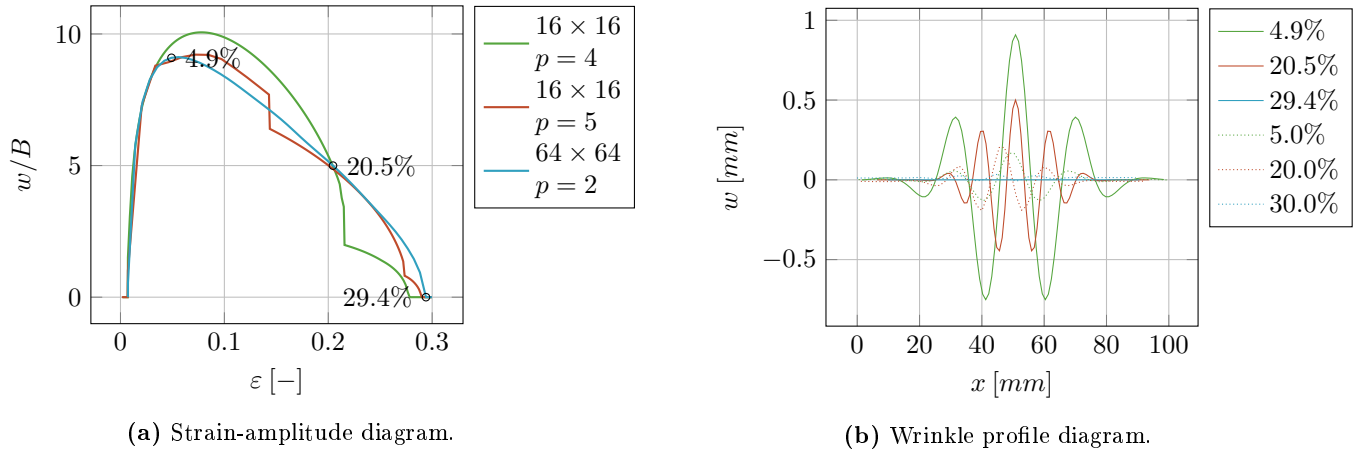 10
5
0
w/B
0
0.1
0.2
0.3
ε [−]
4.9%
20.5%
29.4%
16 × 16
p = 4
16 × 16
p = 5
64 × 64
p = 2
(a) Strain-amplitude diagram.
1
0.5
0
−0.5
w [mm]
0
20
40
60
80
100
x [mm]
4.9%
20.5%
29.4%
5.0%
20.0%
30.0%
(b) Wrinkle profile diagram.